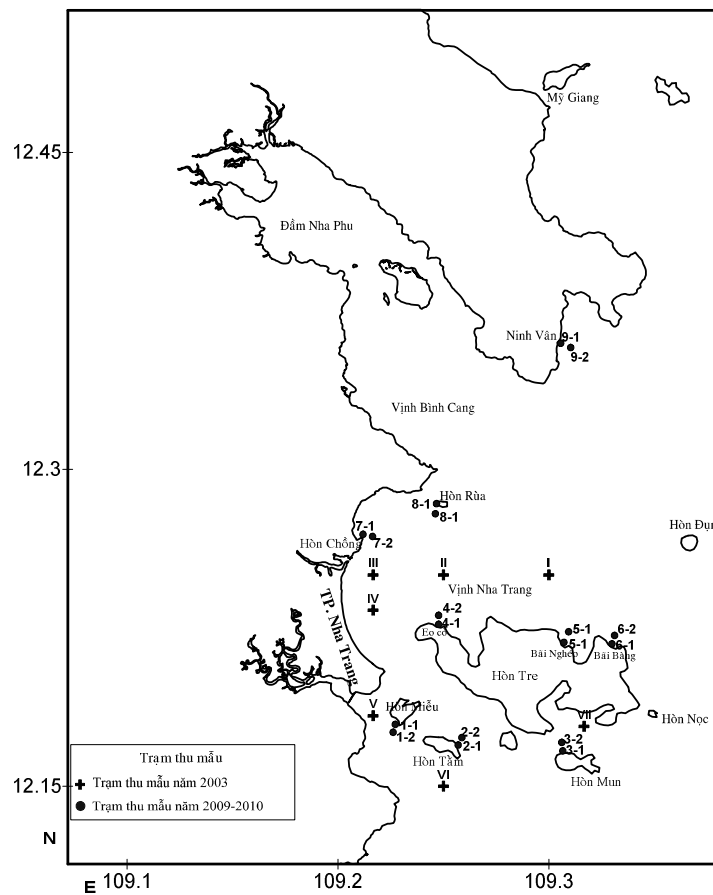 Mỹ Giang
12.45
Đầm Nha Phu
Ninh Vân
9-1
9-2
Vịnh Bình Cang
12.3
Hòn Rùa
8-1
8-1
Hòn Đụn
7-1
7-2
Hòn Chồng
III
II
I
Vịnh Nha Trang
IV
TP. Nha Trang
4-2
4-1
Eo cỏ
5-1
5-1
Bãi Nghéo
6-2
6-1
Bãi Bàng
Hòn Tre
V
Hòn Miễu
1-1
1-2
2-2
2-1
Hòn Tằm
VII
Hòn Nọc
3-2
3-1
Hòn Mun
VI
Trạm thu mẫu
Trạm thu mẫu năm 2003
Trạm thu mẫu năm 2009-2010
12.15
N
E
109.1
109.2
109.3